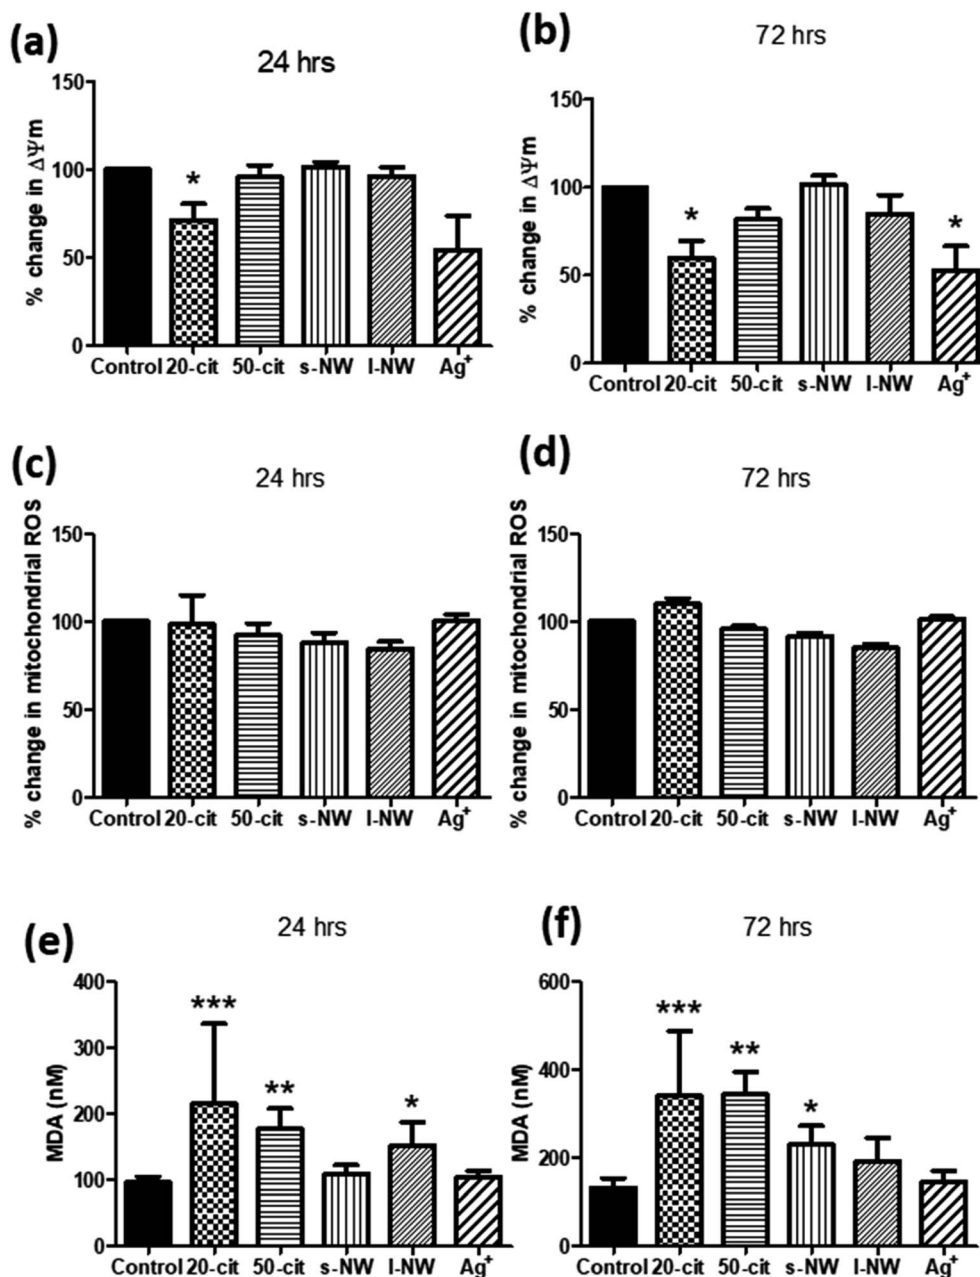 (a)
24 hrs
% change in ΔΨm
150
100
50
0
*
Control 20-cit 50-cit s-NW l-NW Ag⁺
(b)
72 hrs
% change in ΔΨm
150
100
50
0
*
*
Control 20-cit 50-cit s-NW l-NW Ag⁺
(c)
24 hrs
% change in mitochondrial ROS
150
100
50
0
Control 20-cit 50-cit s-NW l-NW Ag⁺
(d)
72 hrs
% change in mitochondrial ROS
150
100
50
0
Control 20-cit 50-cit s-NW l-NW Ag⁺
(e)
24 hrs
MDA (nM)
400
300
200
100
0
***
**
*
Control 20-cit 50-cit s-NW l-NW Ag⁺
(f)
72 hrs
MDA (nM)
600
400
200
0
***
**
*
Control 20-cit 50-cit s-NW l-NW Ag⁺